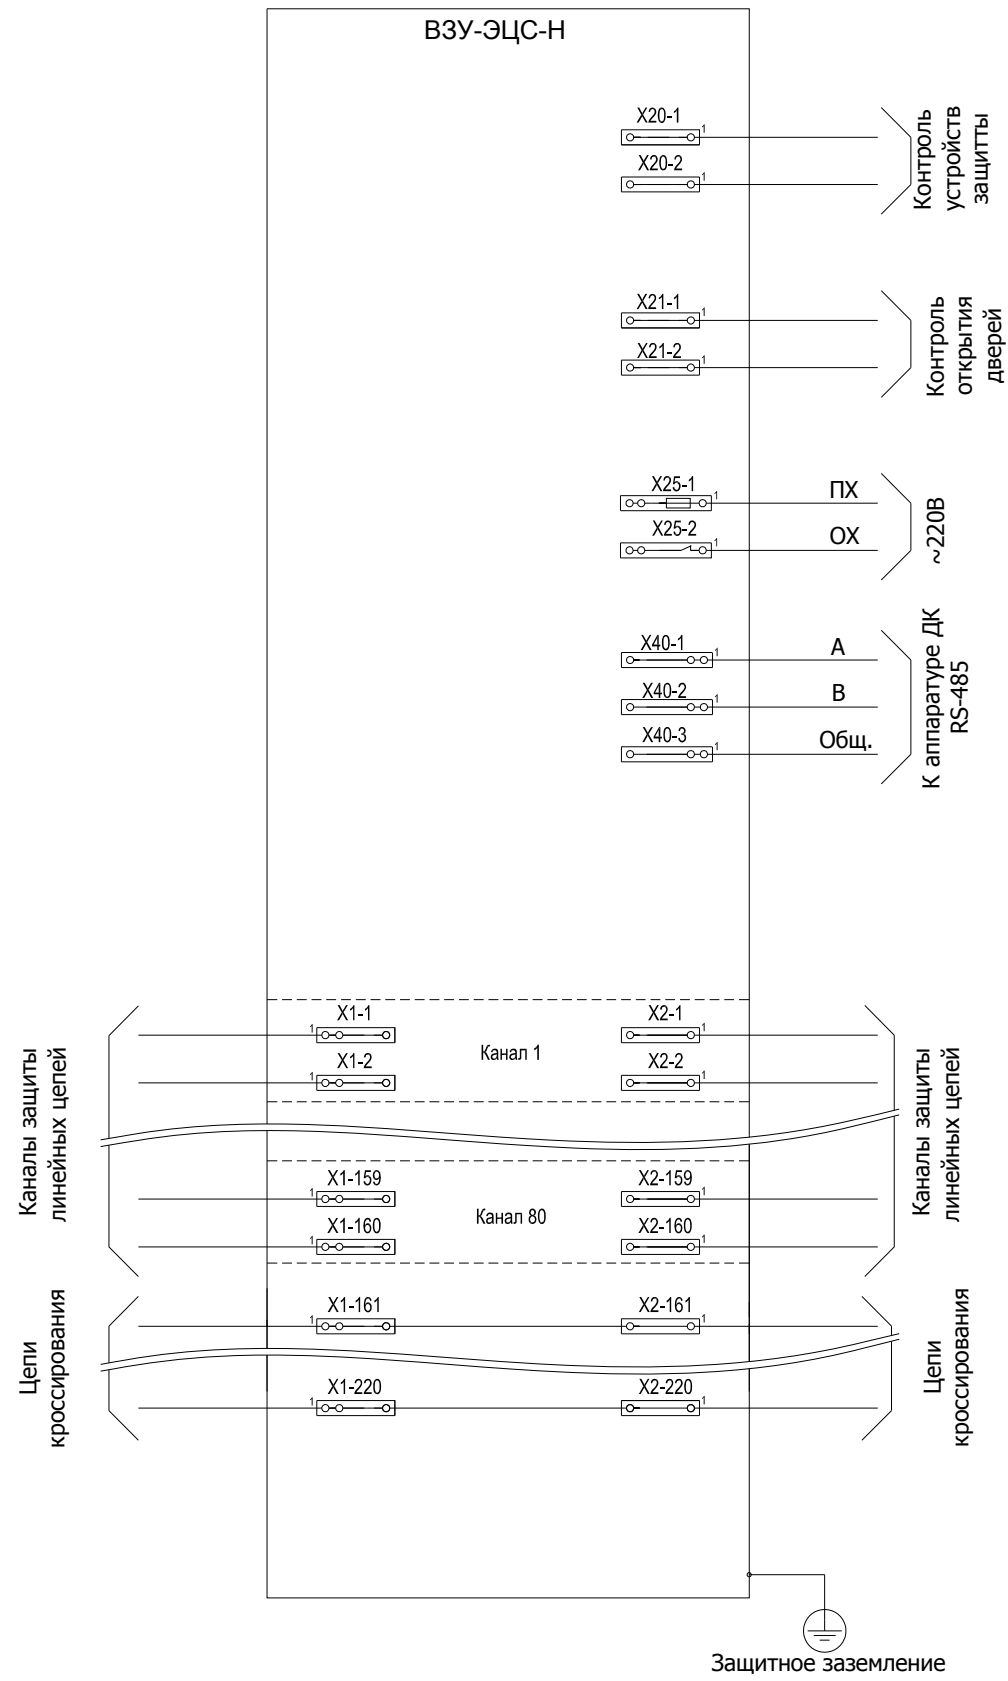 ВЗУ-ЭЦС-Н
X20-1
1
X20-2
1
Контроль
устройств
защитты
X21-1
1
X21-2
1
Контроль
открытия
дверей
X25-1
1
ПХ
X25-2
1
ОХ
~220В
X40-1
1
A
X40-2
1
B
X40-3
1
Общ.
К аппаратуре ДК
RS-485
Каналы защиты
линейных цепей
X1-1
1
X1-2
1
Канал 1
X2-1
1
X2-2
1
X1-159
1
X1-160
1
Канал 80
X2-159
1
X2-160
1
Каналы защиты
линейных цепей
Цепи
кроссирования
X1-161
1
X2-161
1
X1-220
1
X2-220
1
Цепи
кроссирования
Защитное заземление